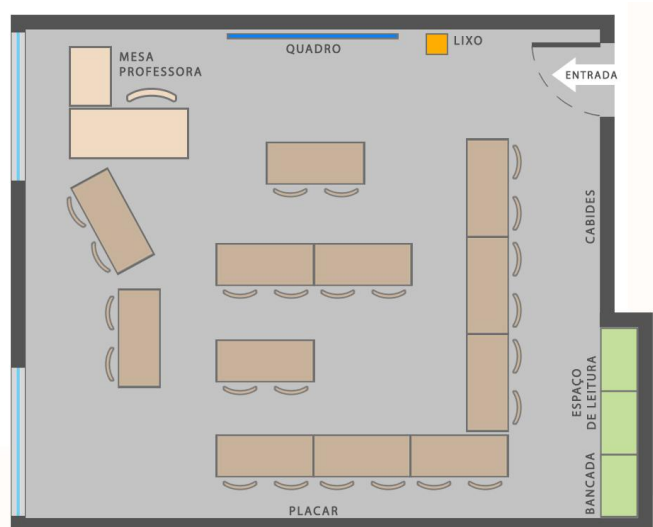 MESA
PROFESSORA
QUADRO
LIXO
ENTRADA
CABIDES
ESPAÇO
DE LEITURA
BANCADA
PLACAR